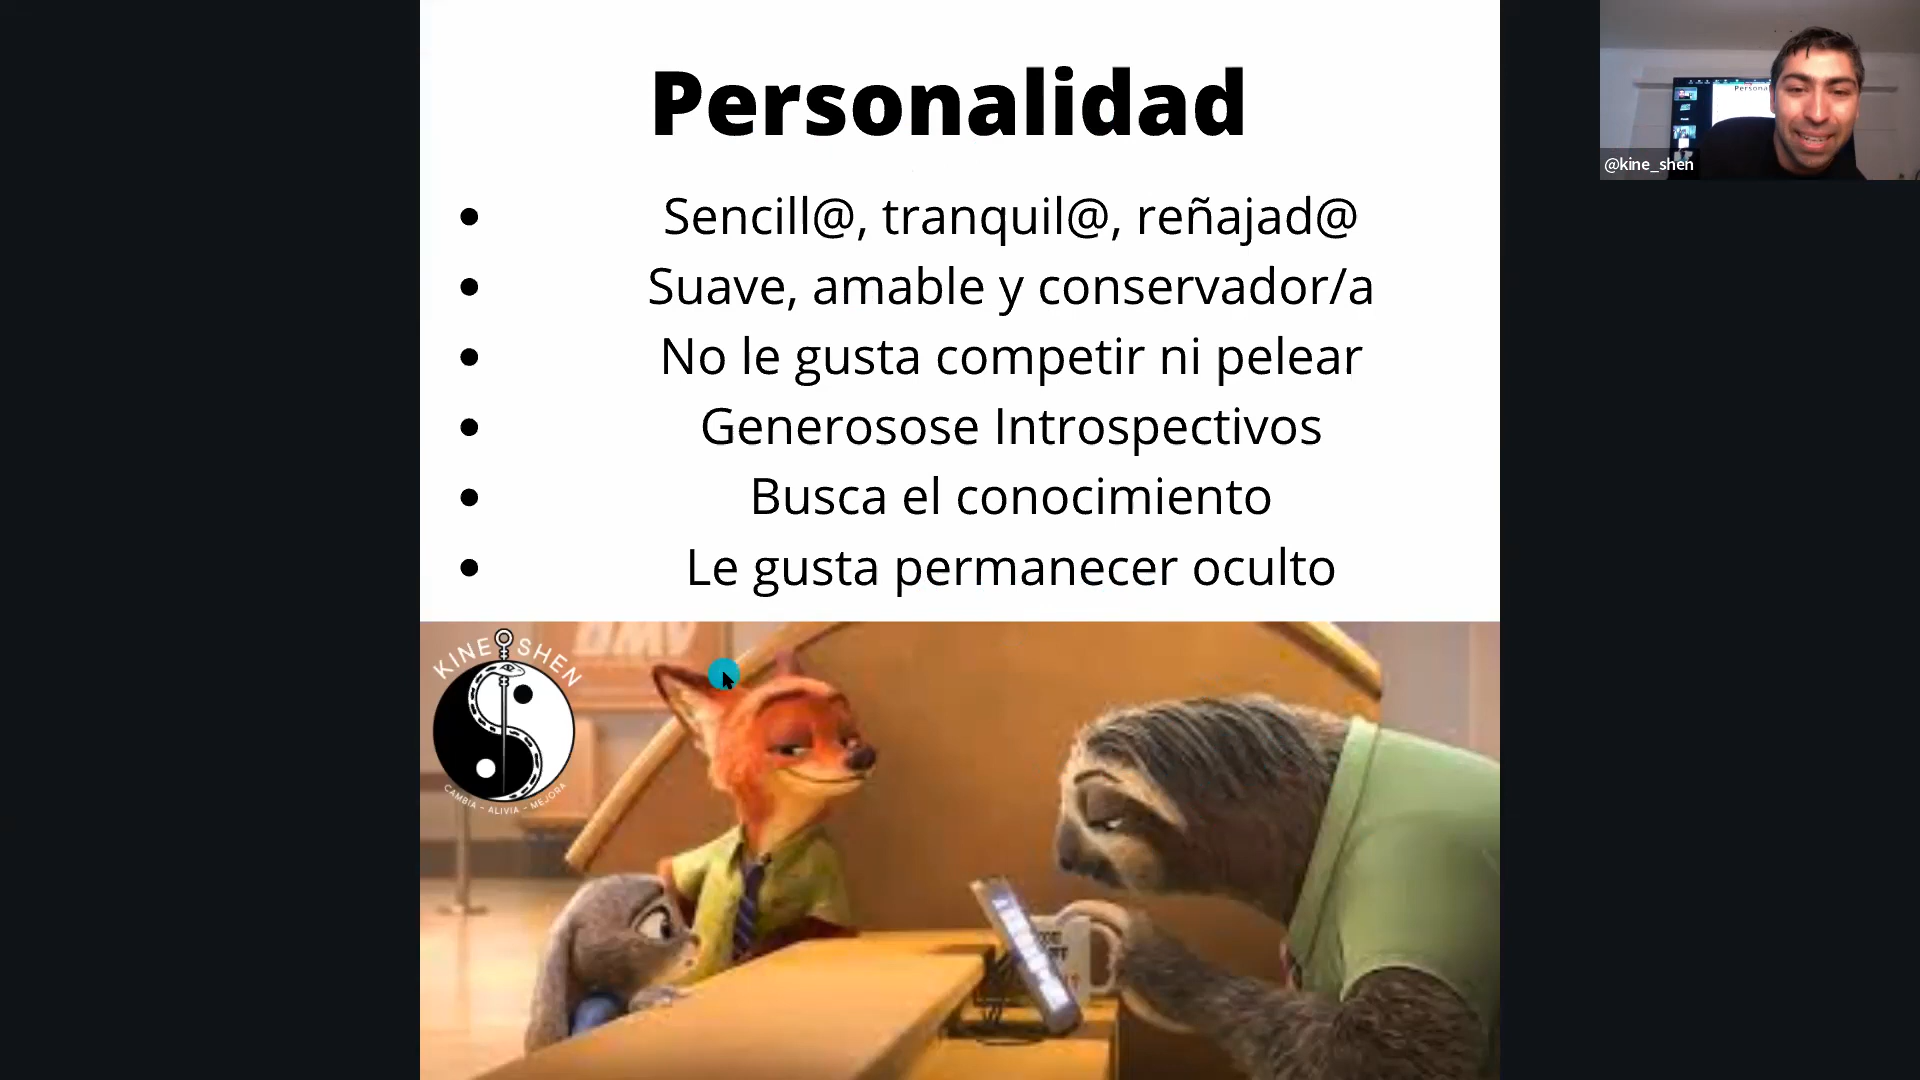 Personalidad
Sencill@, tranquil@, reñajad@
Suave, amable y conservador/a
No le gusta competir ni pelear
Generosose Introspectivos
Busca el conocimiento
Le gusta permanecer oculto
@kine_shen
KINE SHEN
CAMBIA - ALIVIA - MEJORA
DMV